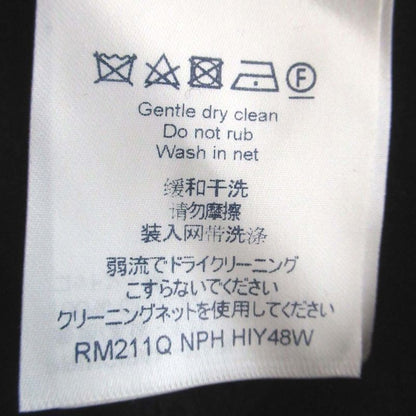 F
Gentle dry clean
Do not rub
Wash in net
缓和干洗
请勿摩擦
装入网带洗涤
弱流でドライクリーニング
こすらないでください
クリーニングネットを使用してください
RM211Q NPH HIY48W